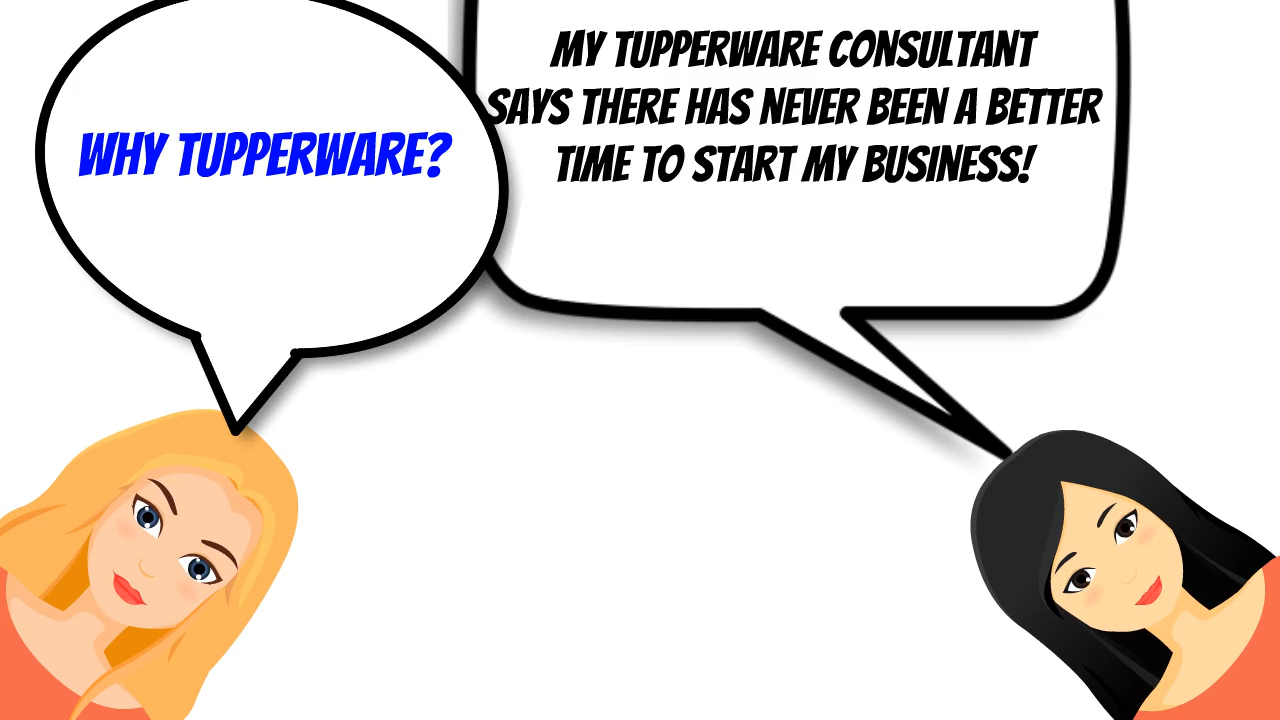 WHY TUPPERWARE?
MY TUPPERWARE CONSULTANT
SAYS THERE HAS NEVER BEEN A BETTER
TIME TO START MY BUSINESS!